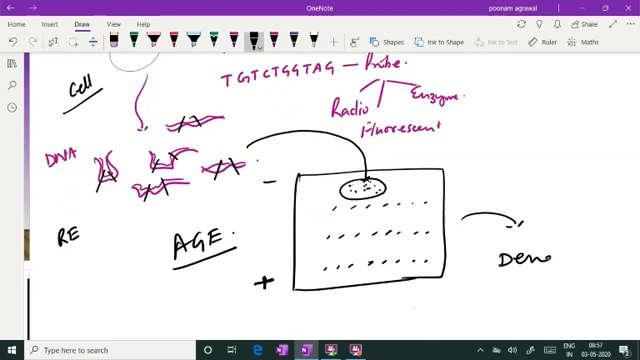 OneNote
poonam agrawal
File Home Insert Draw View Help
Shapes Ink to Shape Ink to Text Ruler Maths
TGTCTGGTAG — Probe.
Radio
Fluorescent
Enzyme.
Cell
DNA
RE
AGE.
−
+
Deno
Type here to search
ENG
IN
08:57
03-05-2020